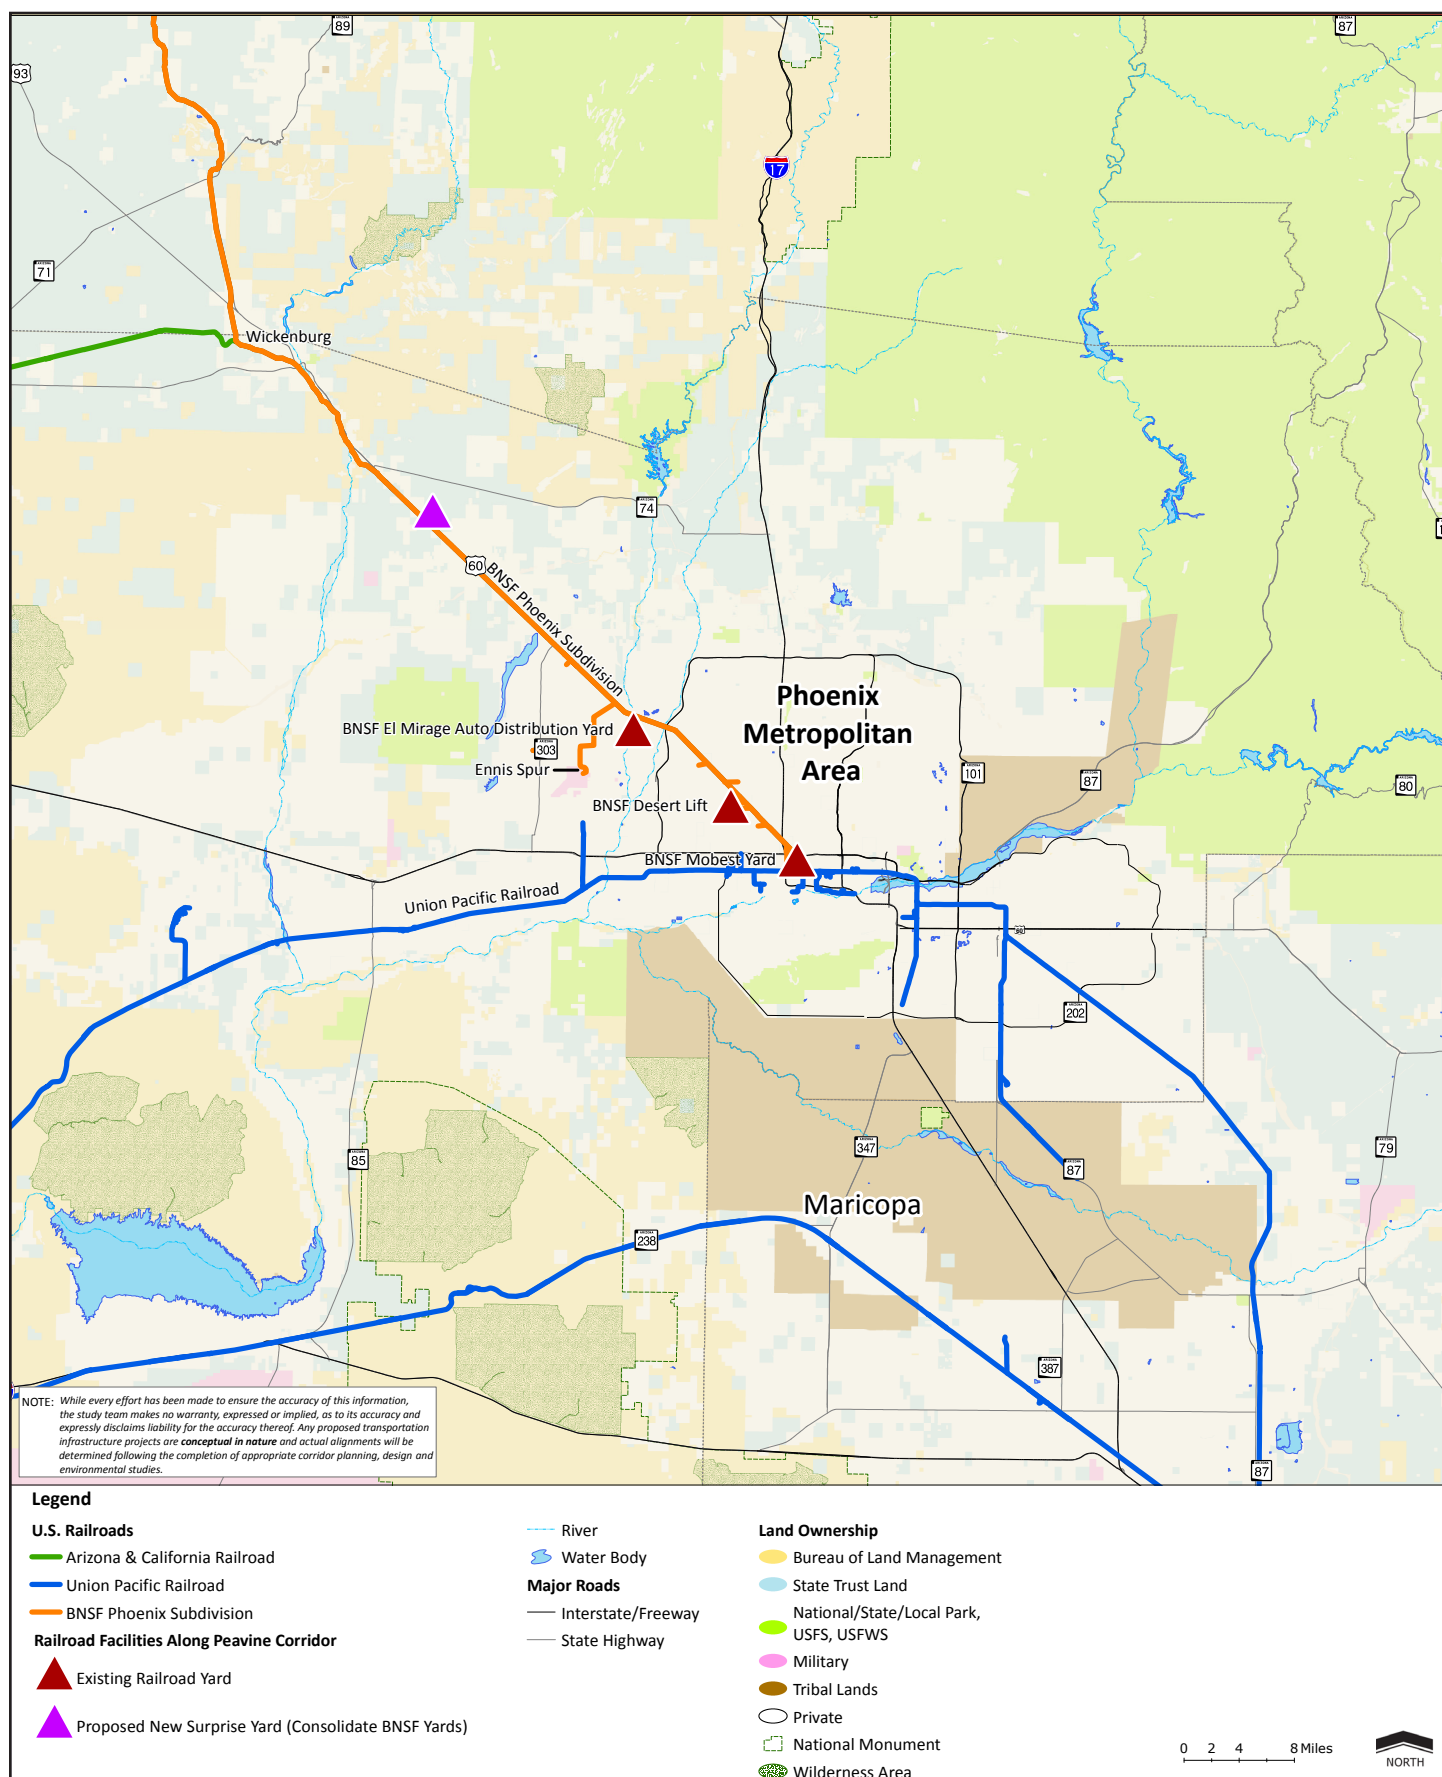 89
87
93
17
71
Wickenburg
74
60
BNSF Phoenix Subdivision
Phoenix
Metropolitan
Area
BNSF El Mirage Auto Distribution Yard
303
Ennis Spur
101
87
80
BNSF Desert Lift
BNSF Mobest Yard
Union Pacific Railroad
202
85
347
87
79
Maricopa
238
387
87
NOTE: While every effort has been made to ensure the accuracy of this information,
the study team makes no warranty, expressed or implied, as to its accuracy and
expressly disclaims liability for the accuracy thereof. Any proposed transportation
infrastructure projects are conceptual in nature and actual alignments will be
determined following the completion of appropriate corridor planning, design and
environmental studies.
Legend
U.S. Railroads
Arizona & California Railroad
Union Pacific Railroad
BNSF Phoenix Subdivision
Railroad Facilities Along Peavine Corridor
Existing Railroad Yard
Proposed New Surprise Yard (Consolidate BNSF Yards)
River
Water Body
Major Roads
Interstate/Freeway
State Highway
Land Ownership
Bureau of Land Management
State Trust Land
National/State/Local Park,
USFS, USFWS
Military
Tribal Lands
Private
National Monument
Wilderness Area
0 2 4 8 Miles
NORTH